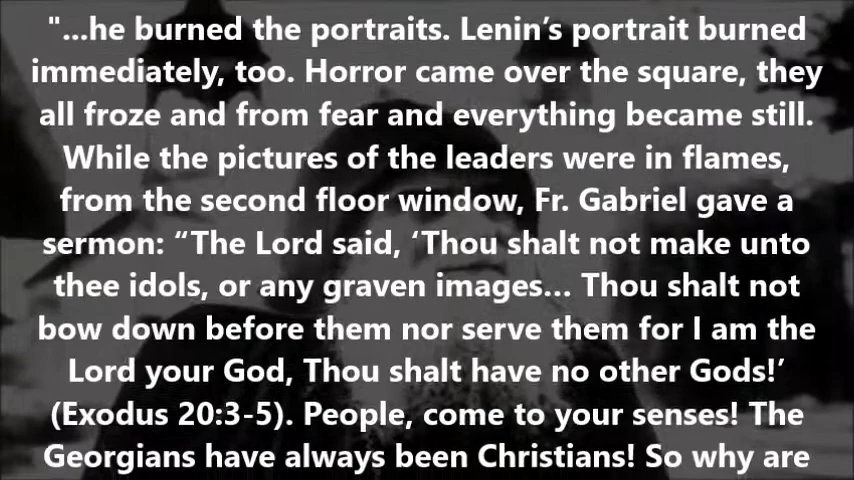 "...he burned the portraits. Lenin’s portrait burned
immediately, too. Horror came over the square, they
all froze and from fear and everything became still.
While the pictures of the leaders were in flames,
from the second floor window, Fr. Gabriel gave a
sermon: “The Lord said, ‘Thou shalt not make unto
thee idols, or any graven images... Thou shalt not
bow down before them nor serve them for I am the
Lord your God, Thou shalt have no other Gods!’
(Exodus 20:3-5). People, come to your senses! The
Georgians have always been Christians! So why are